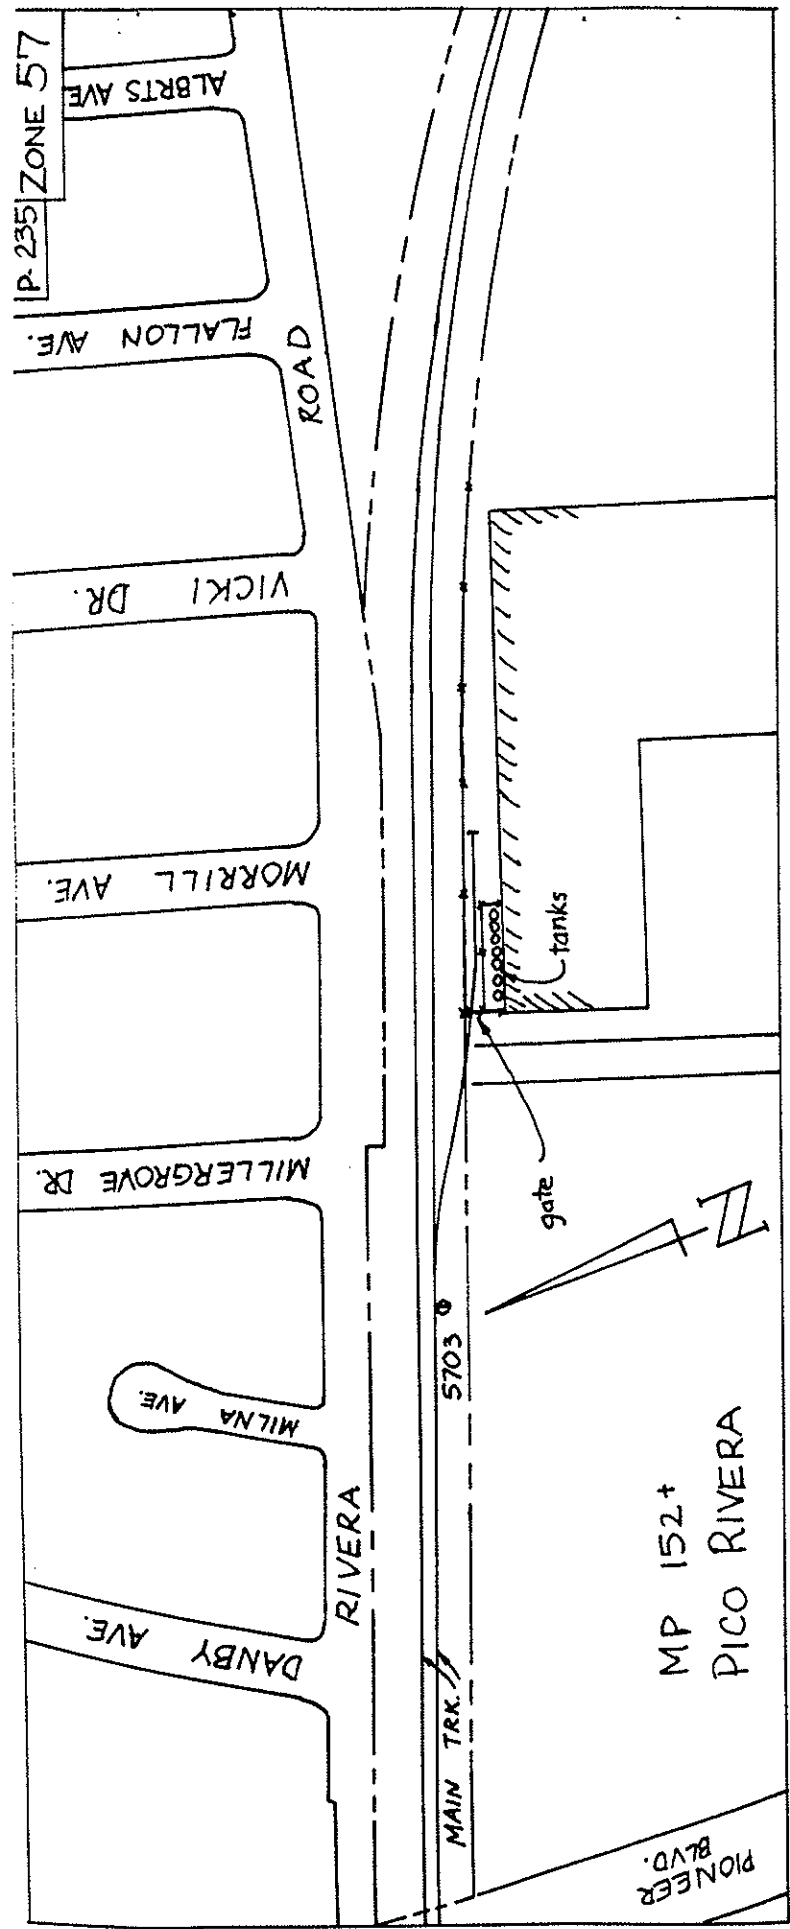 P-235 ZONE 57
ALBRTS AVE
FLALLON AVE.
VICKI DR.
MORRILL AVE.
MILLERGROVE DR.
MILNA AVE.
DANBY AVE.
RIVERA ROAD
tanks
gate
5703
MAIN TRK.
N
MP 152+
PICO RIVERA
PIONEER
BLVD.